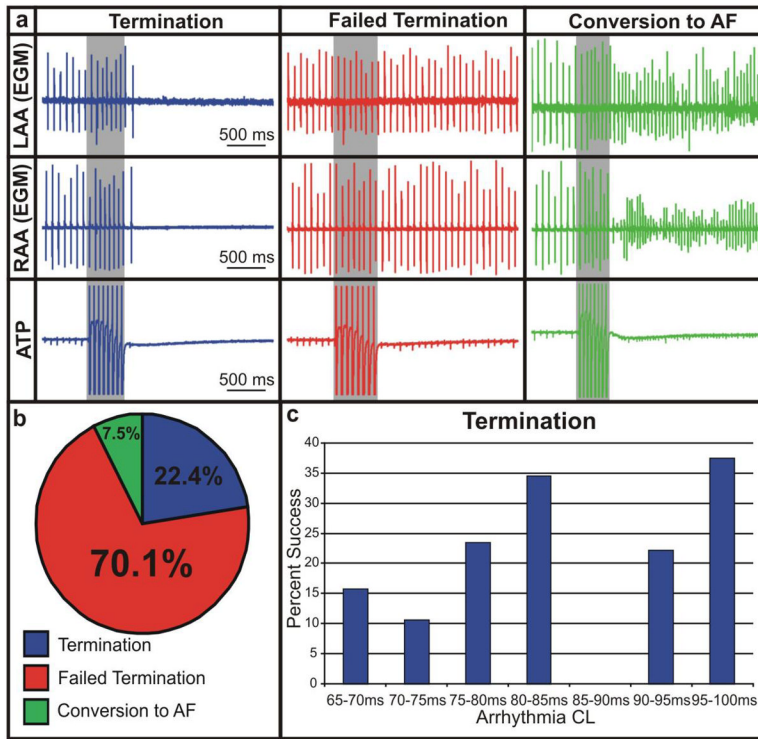 a
Termination
Failed Termination
Conversion to AF
LAA (EGM)
500 ms
RAA (EGM)
500 ms
ATP
500 ms
b
7.5%
22.4%
70.1%
Termination
Failed Termination
Conversion to AF
c
Termination
Percent Success
40
35
30
25
20
15
10
5
0
65-70ms 70-75ms 75-80ms 80-85ms 85-90ms 90-95ms 95-100ms
Arrhythmia CL